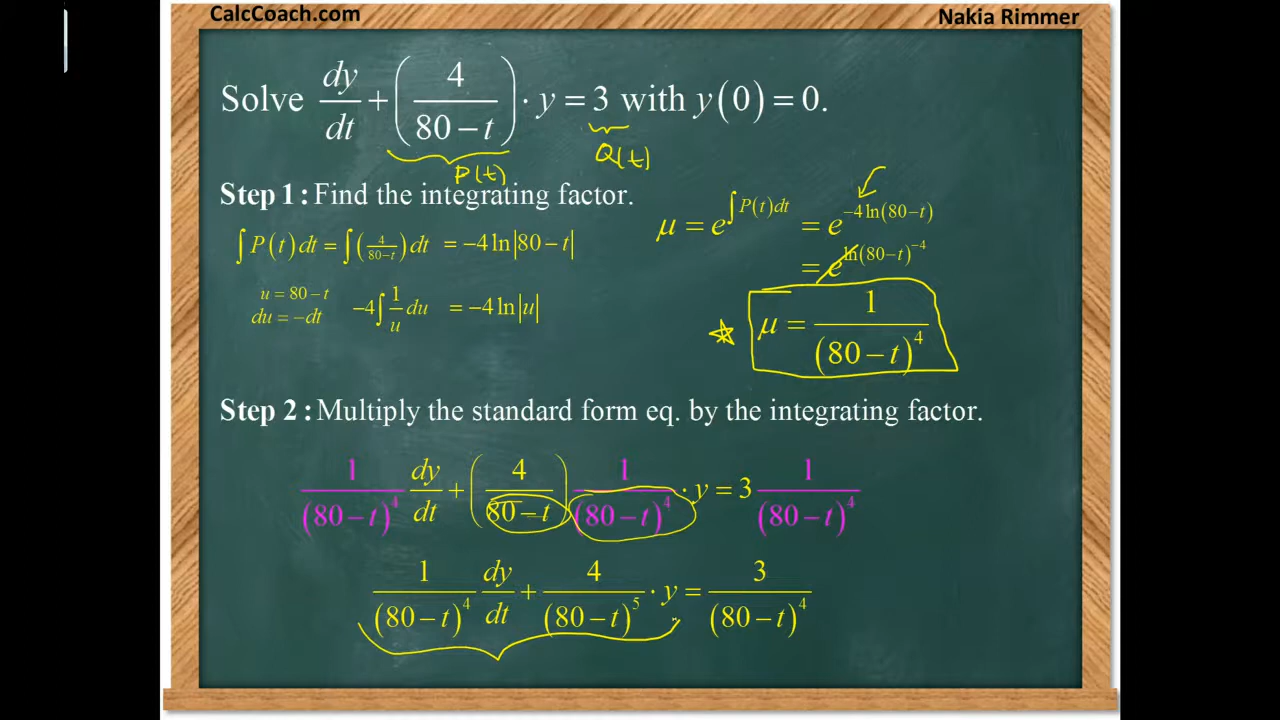 CalcCoach.com
Nakia Rimmer
Solve dy/dt + (4/(80 − t)) · y = 3 with y(0) = 0.
P(t)
Q(t)
Step 1 : Find the integrating factor.
∫ P(t) dt = ∫ (4/(80−t)) dt = −4 ln|80 − t|
u = 80 − t
du = −dt
−4 ∫ 1/u du = −4 ln|u|
μ = e^(∫ P(t)dt) = e^(−4 ln(80−t))
= e^(ln(80−t)^(−4))
μ = 1/(80 − t)^4
Step 2 : Multiply the standard form eq. by the integrating factor.
1/(80 − t)^4 dy/dt + (4/(80 − t)) 1/(80 − t)^4 · y = 3 1/(80 − t)^4
1/(80 − t)^4 dy/dt + 4/(80 − t)^5 · y = 3/(80 − t)^4